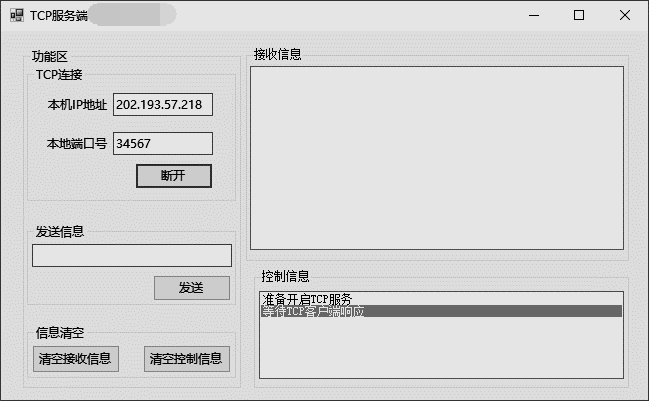 TCP服务端
功能区
TCP连接
本机IP地址 202.193.57.218
本地端口号 34567
断开
发送信息
发送
信息清空
清空接收信息 清空控制信息
接收信息
控制信息
准备开启TCP服务
等待TCP客户端响应